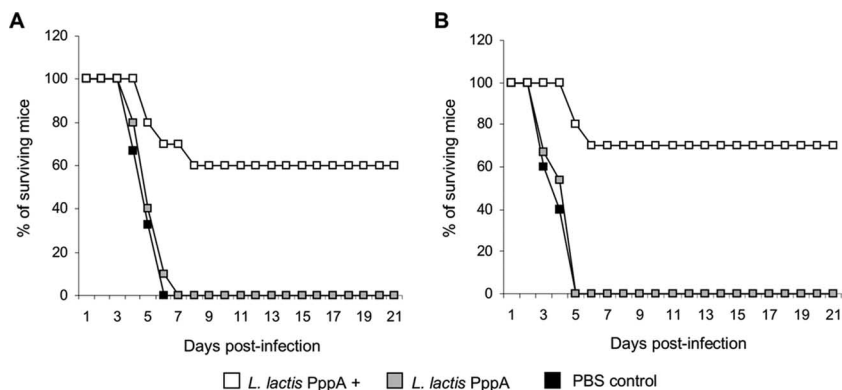 A
120
100
80
60
40
20
0
% of surviving mice
1 3 5 7 9 11 13 15 17 19 21
Days post-infection
B
120
100
80
60
40
20
0
% of surviving mice
1 3 5 7 9 11 13 15 17 19 21
Days post-infection
L. lactis PppA + L. lactis PppA PBS control